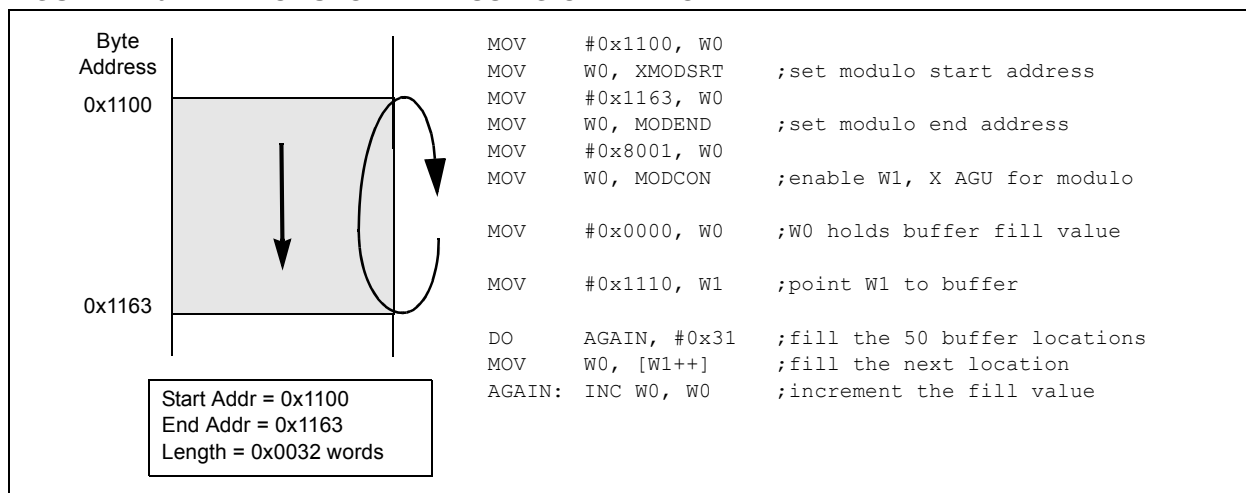 Byte
Address
0x1100
0x1163
Start Addr = 0x1100
End Addr = 0x1163
Length = 0x0032 words
MOV #0x1100, W0
MOV W0, XMODSRT ;set modulo start address
MOV #0x1163, W0
MOV W0, MODEND ;set modulo end address
MOV #0x8001, W0
MOV W0, MODCON ;enable W1, X AGU for modulo
MOV #0x0000, W0 ;W0 holds buffer fill value
MOV #0x1110, W1 ;point W1 to buffer
DO AGAIN, #0x31 ;fill the 50 buffer locations
MOV W0, [W1++] ;fill the next location
AGAIN: INC W0, W0 ;increment the fill value